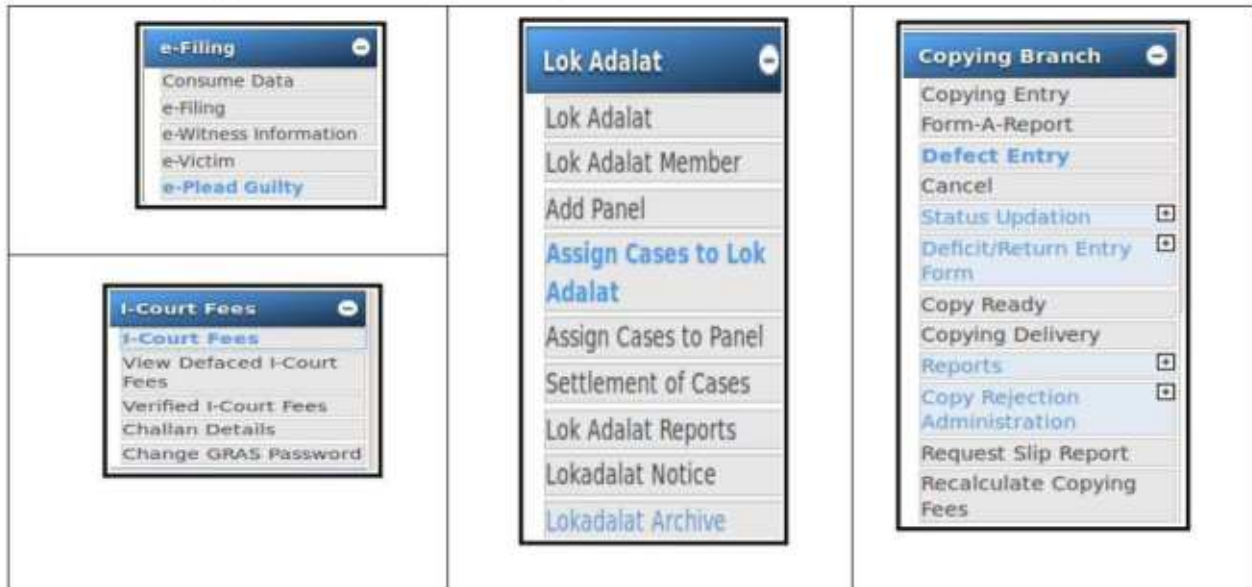 e-Filing
Consume Data
e-Filing
e-Witness Information
e-Victim
e-Plead Guilty
I-Court Fees
I-Court Fees
View Defaced I-Court
Fees
Verified I-Court Fees
Challan Details
Change GRAS Password
Lok Adalat
Lok Adalat
Lok Adalat Member
Add Panel
Assign Cases to Lok
Adalat
Assign Cases to Panel
Settlement of Cases
Lok Adalat Reports
Lokadalat Notice
Lokadalat Archive
Copying Branch
Copying Entry
Form-A-Report
Defect Entry
Cancel
Status Updation
Deficit/Return Entry
Form
Copy Ready
Copying Delivery
Reports
Copy Rejection
Administration
Request Slip Report
Recalculate Copying
Fees